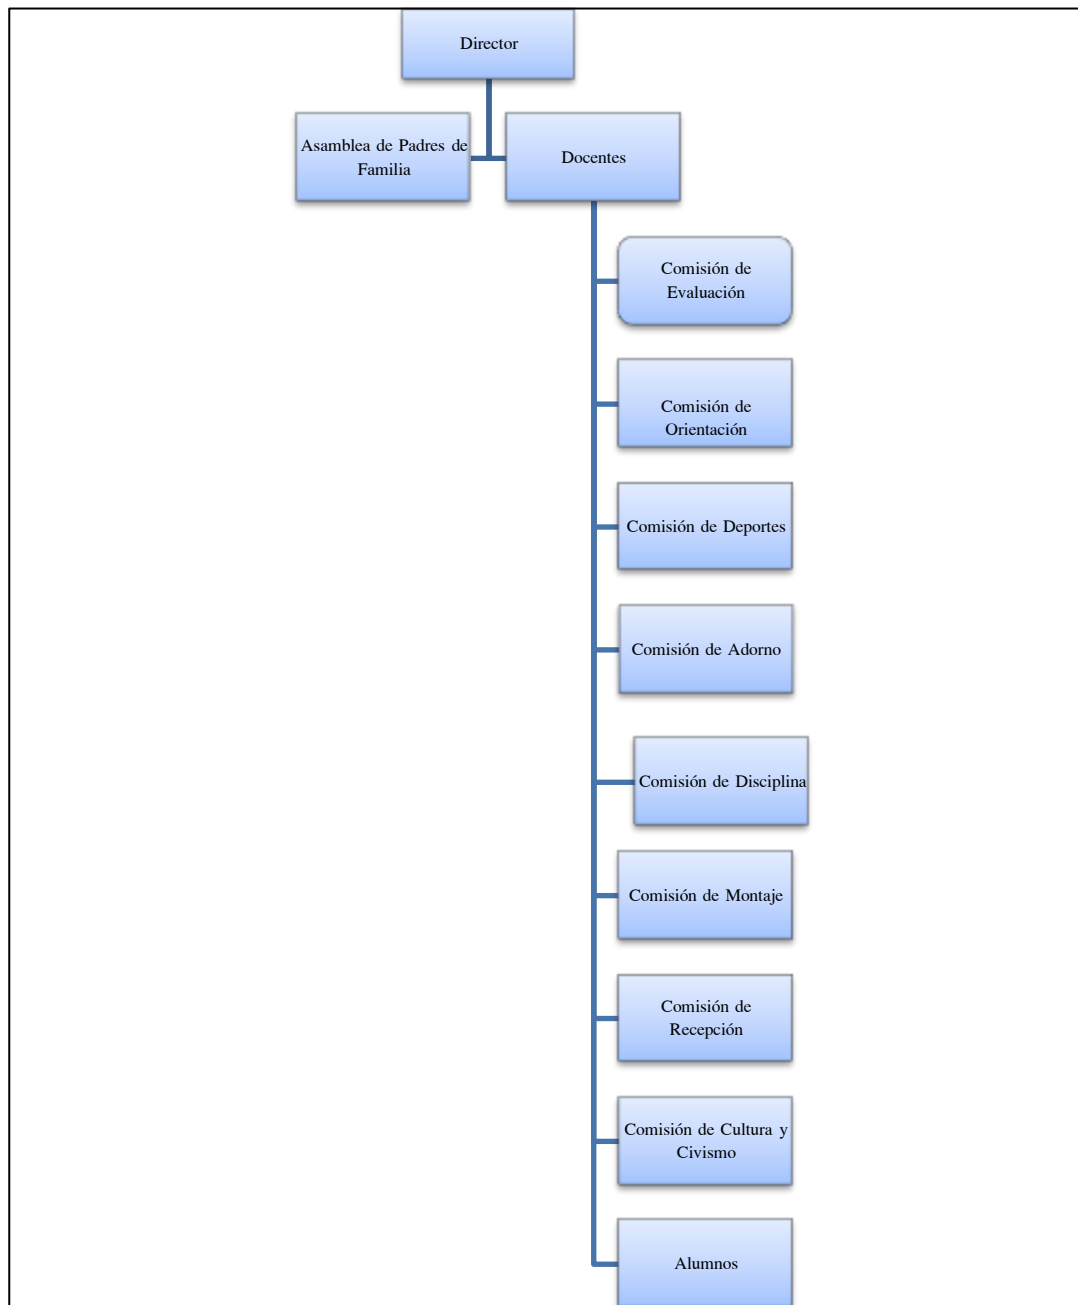 Director
Asamblea de Padres de
Familia
Docentes
Comisión de
Evaluación
Comisión de
Orientación
Comisión de Deportes
Comisión de Adorno
Comisión de Disciplina
Comisión de Montaje
Comisión de
Recepción
Comisión de Cultura y
Civismo
Alumnos